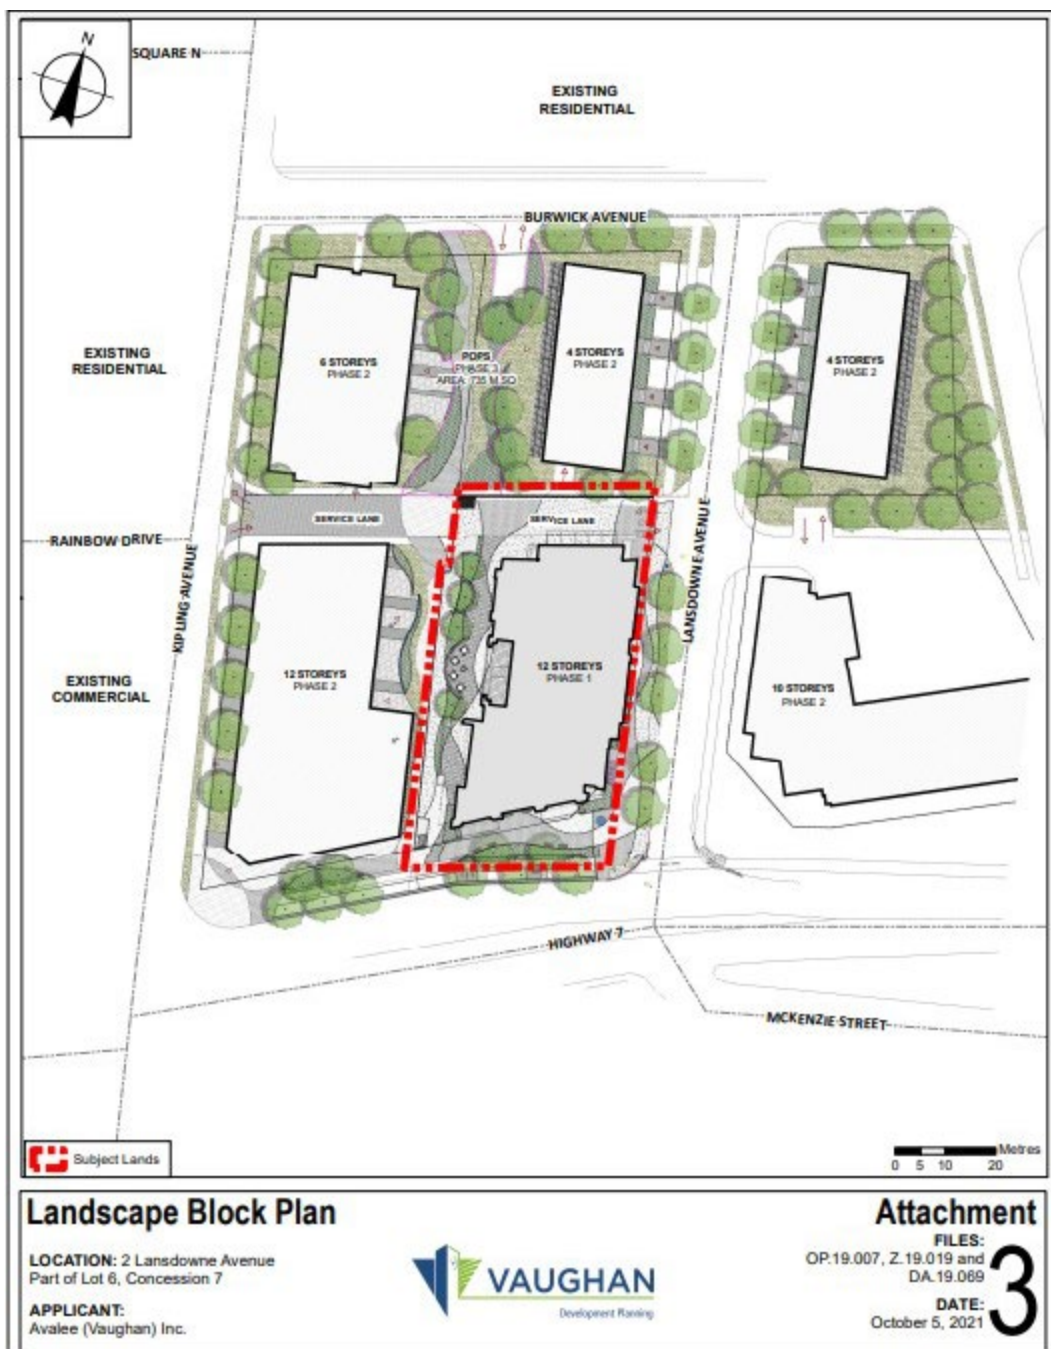 N
SQUARE N
EXISTING
RESIDENTIAL
BURWICK AVENUE
EXISTING
RESIDENTIAL
6 STOREYS
PHASE 2
POPS
PHASE 3
AREA: 735 M SQ
4 STOREYS
PHASE 2
4 STOREYS
PHASE 2
SERVICE LANE
SERVICE LANE
RAINBOW DRIVE
KIPLING AVENUE
LANSDOWNE AVENUE
EXISTING
COMMERCIAL
12 STOREYS
PHASE 2
12 STOREYS
PHASE 1
10 STOREYS
PHASE 2
HIGHWAY 7
MCKENZIE STREET
Subject Lands
Metres
0 5 10 20
Landscape Block Plan
LOCATION: 2 Lansdowne Avenue
Part of Lot 6, Concession 7
APPLICANT:
Avalee (Vaughan) Inc.
VAUGHAN
Development Planning
Attachment
FILES:
OP.19.007, Z.19.019 and
DA.19.069
DATE:
October 5, 2021
3